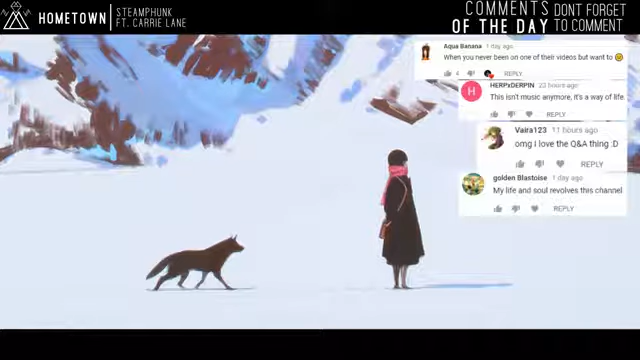 HOMETOWN
STEAMPHUNK
FT. CARRIE LANE
COMMENTS
OF THE DAY
DONT FORGET
TO COMMENT
Aqua Banana 1 day ago
When you never been on one of their videos but want to 😢
4 REPLY
HERPxDERPIN 23 hours ago
This isn't music anymore, it's a way of life.
REPLY
Vaira123 11 hours ago
omg I love the Q&A thing :D
REPLY
golden Blastoise 1 day ago
My life and soul revolves this channel
REPLY